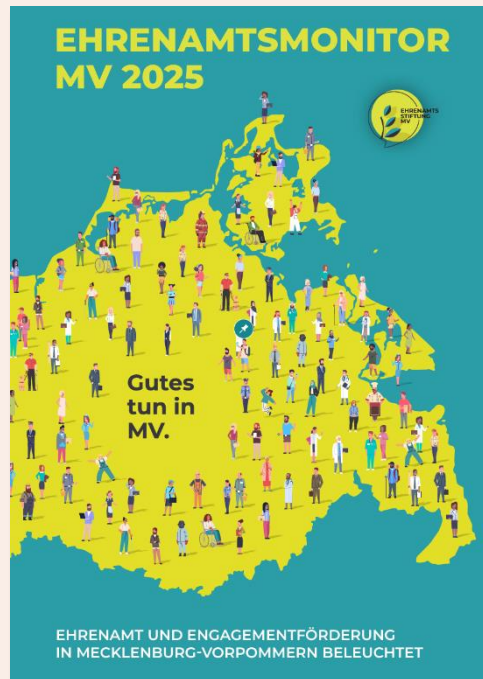 EHRENAMTSMONITOR
MV 2025
EHRENAMTS
STIFTUNG
MV
Gutes
tun in
MV.
EHRENAMT UND ENGAGEMENTFÖRDERUNG
IN MECKLENBURG-VORPOMMERN BELEUCHTET